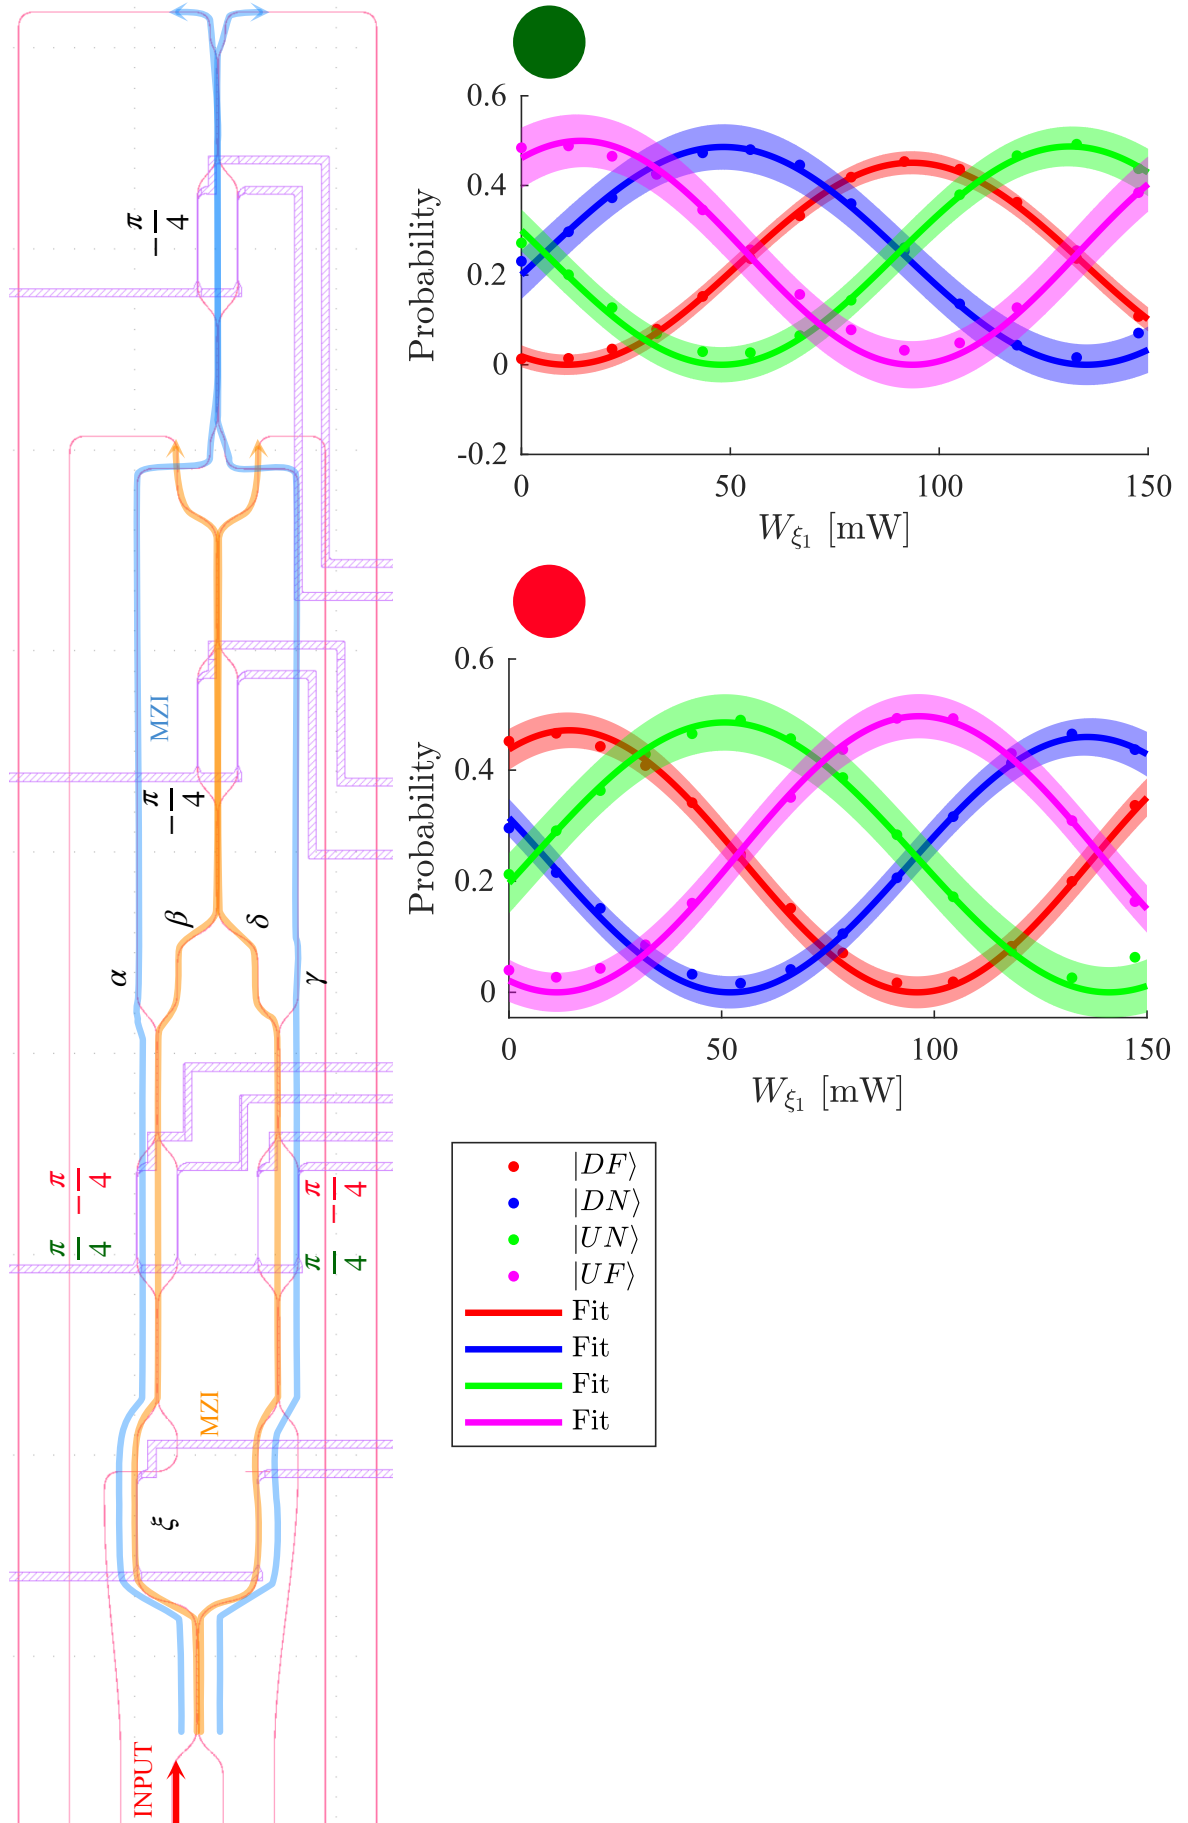 −π/4
MZI
−π/4
β
δ
α
γ
−π/4
π/4
−π/4
π/4
MZI
ξ
INPUT
0.6
0.4
0.2
0
-0.2
Probability
0
50
100
150
W_ξ₁ [mW]
0.6
0.4
0.2
0
Probability
0
50
100
150
W_ξ₁ [mW]
|DF⟩
|DN⟩
|UN⟩
|UF⟩
Fit
Fit
Fit
Fit